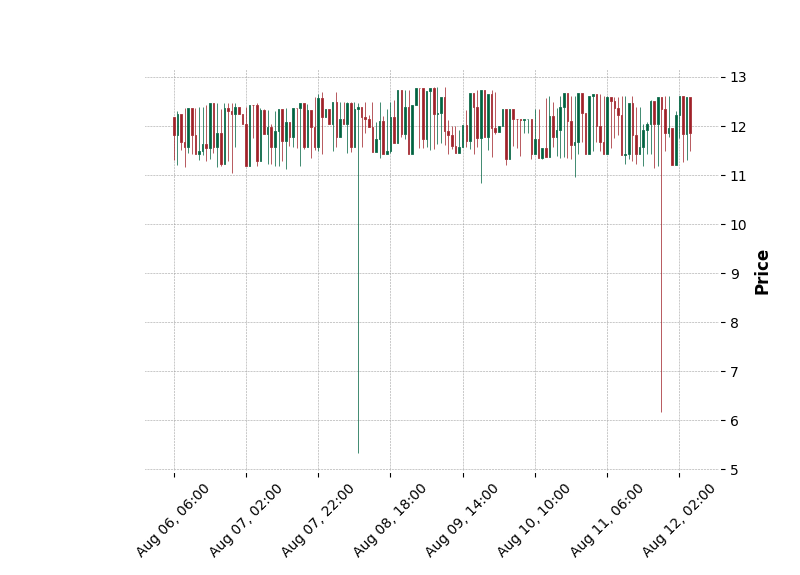 13
12
11
10
9
8
7
6
5
Price
Aug 06, 06:00
Aug 07, 02:00
Aug 07, 22:00
Aug 08, 18:00
Aug 09, 14:00
Aug 10, 10:00
Aug 11, 06:00
Aug 12, 02:00